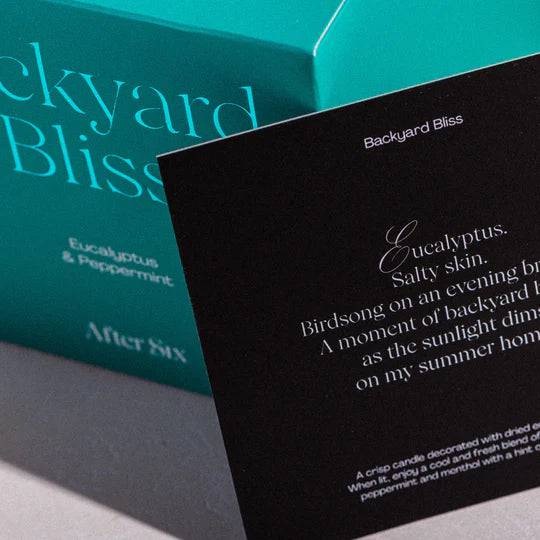 ckyard
Bliss
Eucalyptus
& Peppermint
After Six
Backyard Bliss
Eucalyptus.
Salty skin.
Birdsong on an evening
A moment of backyard
as the sunlight dims
on my summer
A crisp candle decorated with dried
When lit, enjoy a cool and fresh blend of
peppermint and menthol with a hint